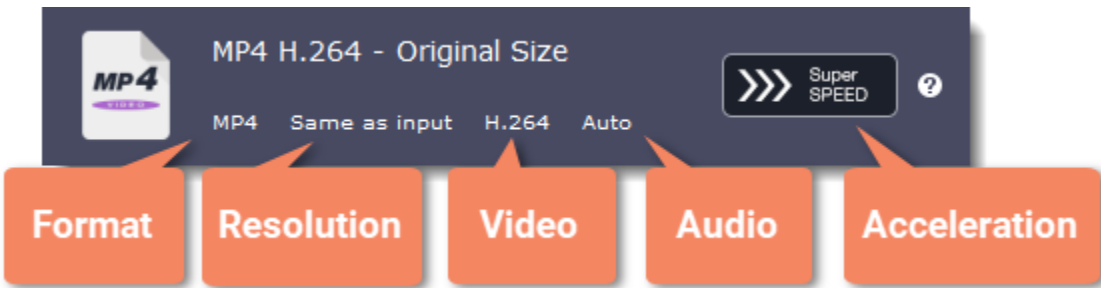 MP4 H.264 - Original Size
MP4
VIDEO
Super
SPEED
?
MP4 Same as input H.264 Auto
Format Resolution Video Audio Acceleration